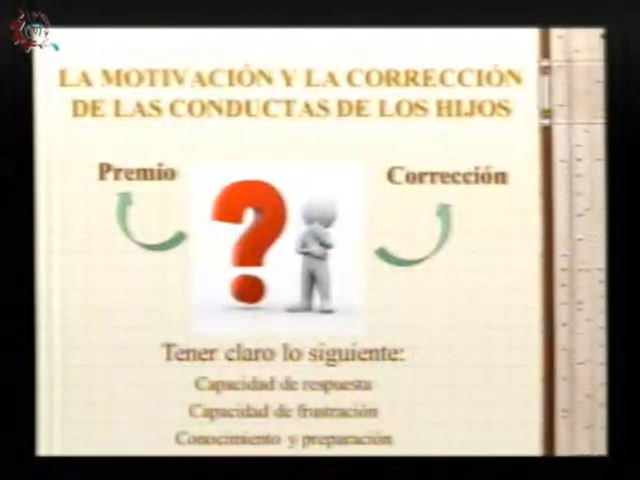 LA MOTIVACIÓN Y LA CORRECCIÓN
DE LAS CONDUCTAS DE LOS HIJOS
Premio
Corrección
Tener claro lo siguiente:
Capacidad de respuesta
Capacidad de frustración
Conocimiento y preparación